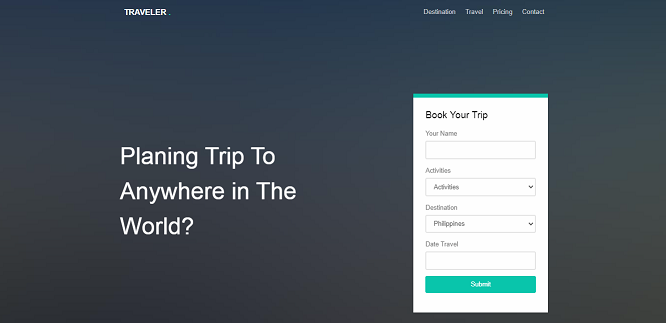 TRAVELER .
Destination Travel Pricing Contact
Planing Trip To
Anywhere in The
World?
Book Your Trip
Your Name
Activities
Activities
Destination
Philippines
Date Travel
Submit